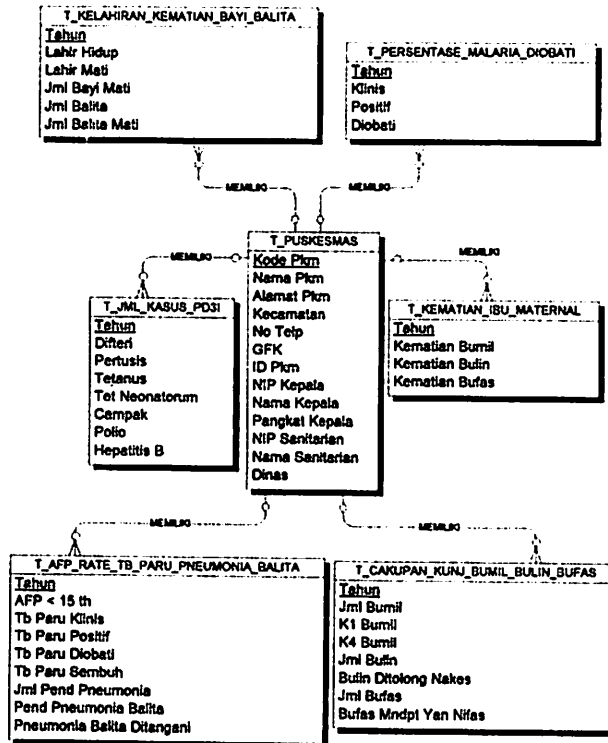 T_KELAHIRAN_KEMATIAN_BAYI_BALITA
Tahun
Lahir Hidup
Lahir Mati
Jml Bayi Mati
Jml Balita
Jml Balita Mati
T_PERSENTASE_MALARIA_DIOBATI
Tahun
Klinis
Positif
Diobati
MEMILIKI
MEMILIKI
T_PUSKESMAS
Kode Pkm
Nama Pkm
Alamat Pkm
Kecamatan
No Telp
GFK
ID Pkm
NIP Kepala
Nama Kepala
Pangkat Kepala
NIP Sanitarian
Nama Sanitarian
Dinas
MEMILIKI
T_JML_KASUS_PD3I
Tahun
Difteri
Pertusis
Tetanus
Tet Neonatorum
Campak
Polio
Hepatitis B
MEMILIKI
T_KEMATIAN_IBU_MATERNAL
Tahun
Kematian Bumil
Kematian Bulin
Kematian Bufas
MEMILIKI
MEMILIKI
T_AFP_RATE_TB_PARU_PNEUMONIA_BALITA
Tahun
AFP < 15 th
Tb Paru Klinis
Tb Paru Positif
Tb Paru Diobati
Tb Paru Sembuh
Jml Pend Pneumonia
Pend Pneumonia Balita
Pneumonia Balita Ditangani
T_CAKUPAN_KUNJ_BUMIL_BULIN_BUFAS
Tahun
Jml Bumil
K1 Bumil
K4 Bumil
Jml Bulin
Bulin Ditolong Nakes
Jml Bufas
Bufas Mndpt Yan Nifas